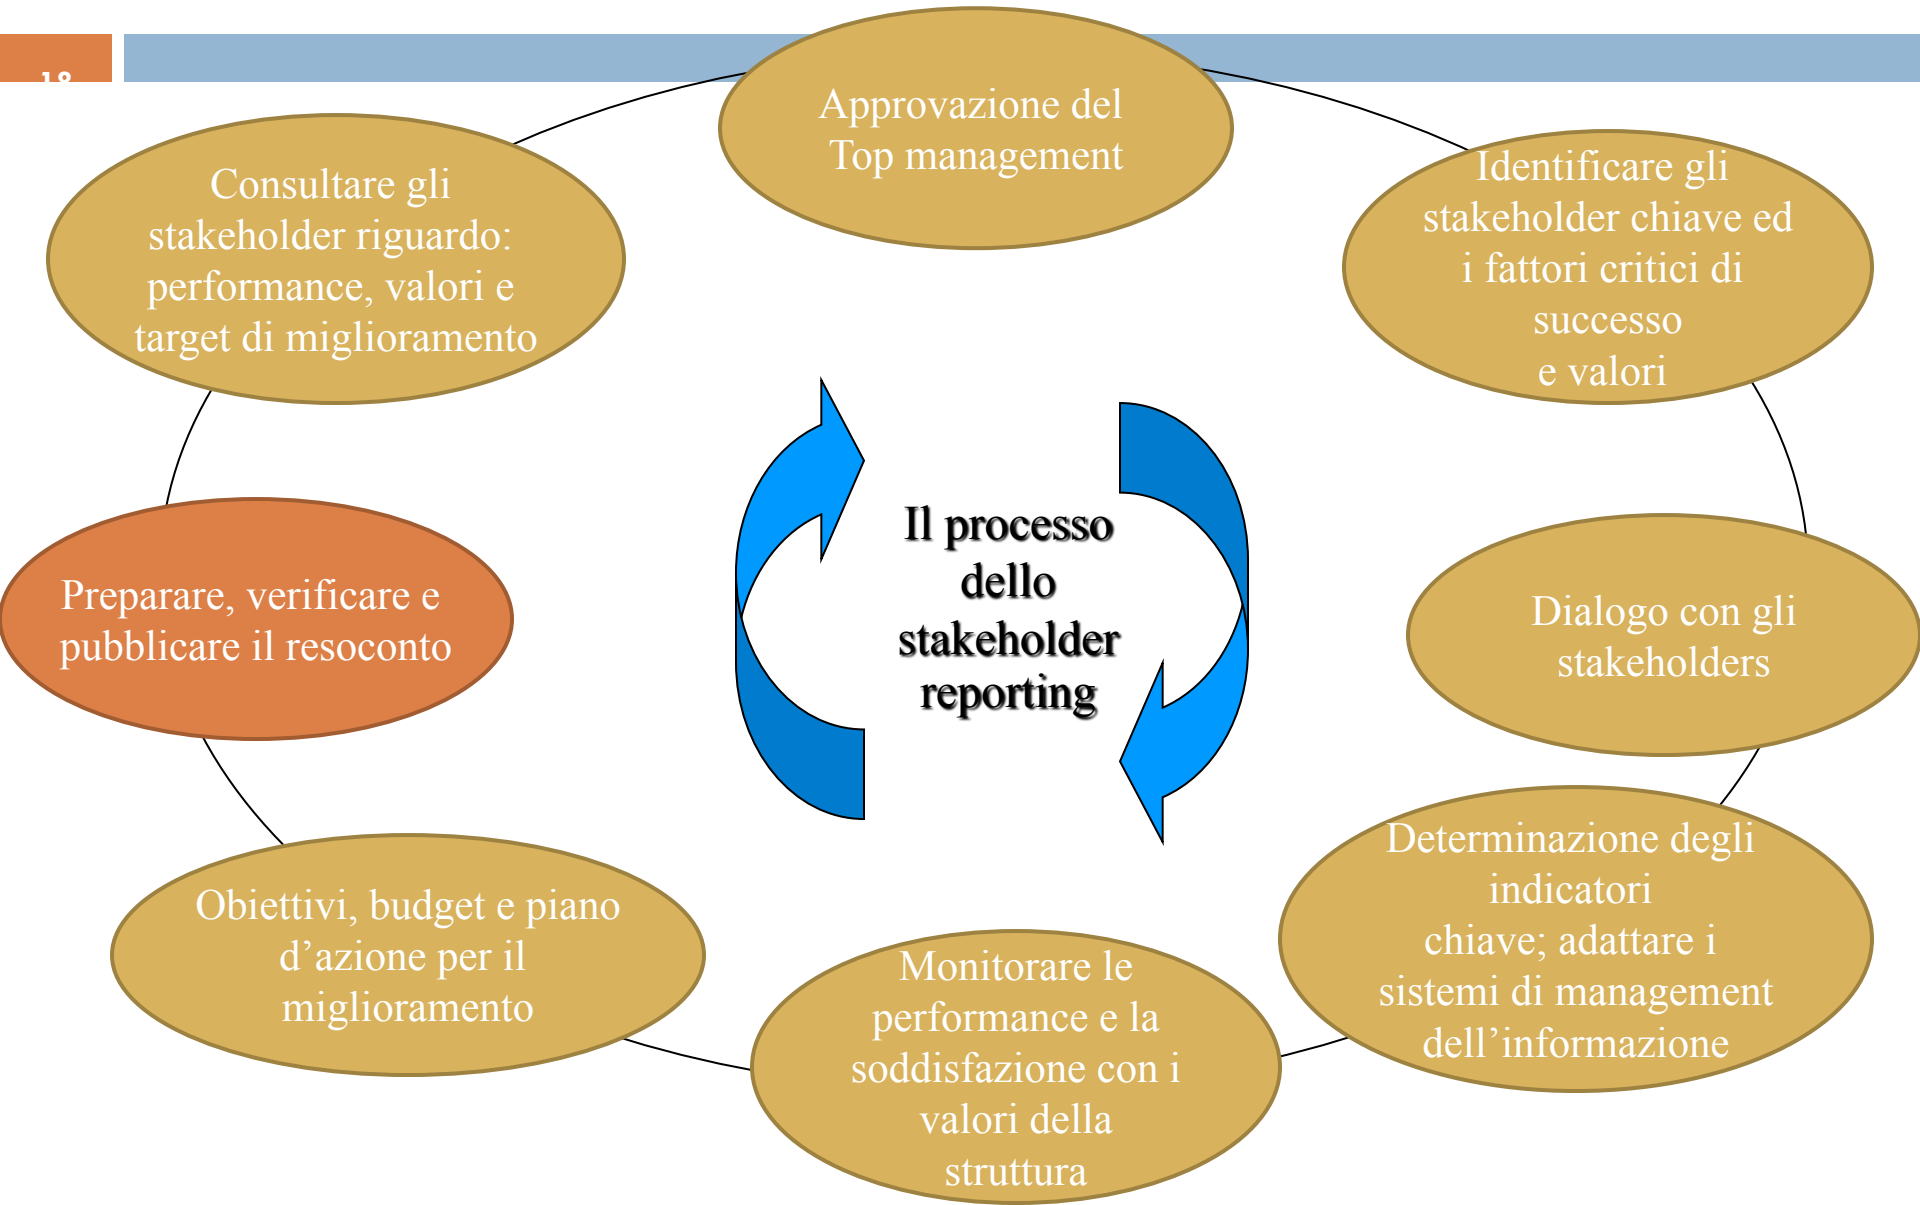 18
Approvazione del
Top management
Identificare gli
stakeholder chiave ed
i fattori critici di
successo
e valori
Dialogo con gli
stakeholders
Determinazione degli
indicatori
chiave; adattare i
sistemi di management
dell’informazione
Monitorare le
performance e la
soddisfazione con i
valori della
struttura
Obiettivi, budget e piano
d’azione per il
miglioramento
Preparare, verificare e
pubblicare il resoconto
Consultare gli
stakeholder riguardo:
performance, valori e
target di miglioramento
Il processo
dello
stakeholder
reporting